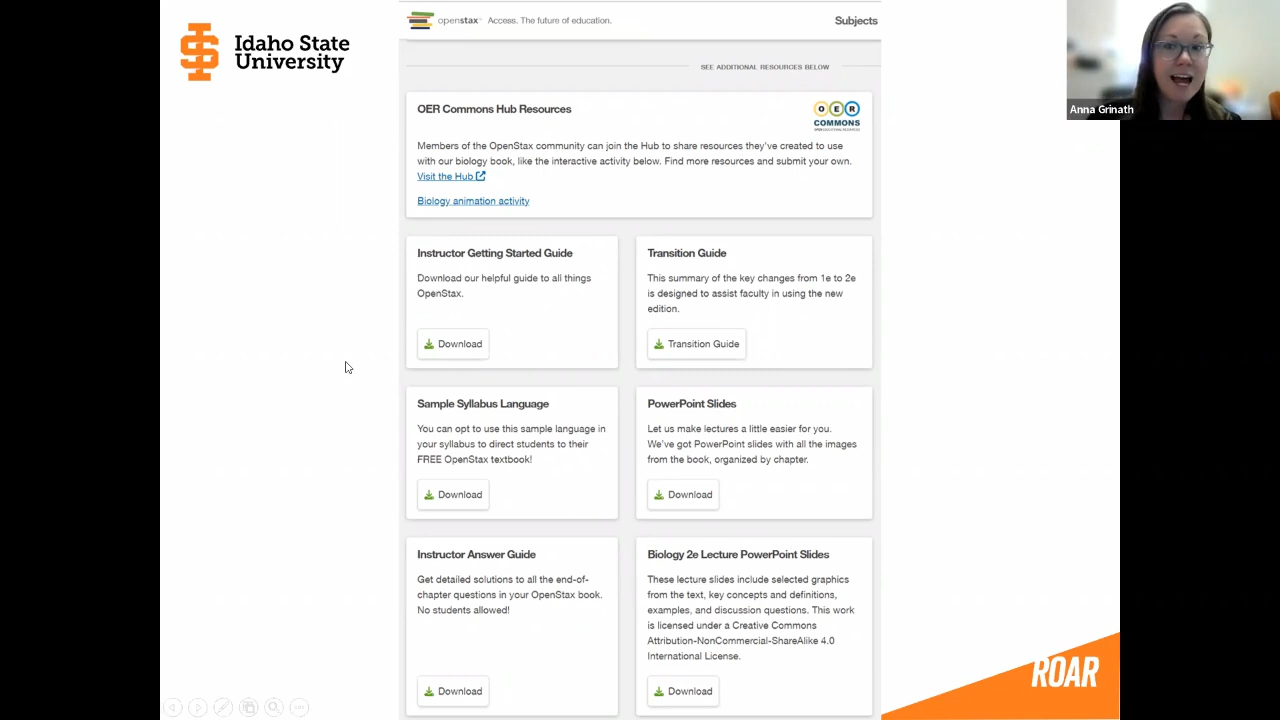 Idaho State
University
openstax™ Access. The future of education.
Subjects
SEE ADDITIONAL RESOURCES BELOW
OER Commons Hub Resources
O E R
COMMONS
Members of the OpenStax community can join the Hub to share resources they've created to use
with our biology book, like the interactive activity below. Find more resources and submit your own.
Visit the Hub
Biology animation activity
Instructor Getting Started Guide
Download our helpful guide to all things
OpenStax.
Download
Transition Guide
This summary of the key changes from 1e to 2e
is designed to assist faculty in using the new
edition.
Transition Guide
Sample Syllabus Language
You can opt to use this sample language in
your syllabus to direct students to their
FREE OpenStax textbook!
Download
PowerPoint Slides
Let us make lectures a little easier for you.
We've got PowerPoint slides with all the images
from the book, organized by chapter.
Download
Instructor Answer Guide
Get detailed solutions to all the end-of-
chapter questions in your OpenStax book.
No students allowed!
Download
Biology 2e Lecture PowerPoint Slides
These lecture slides include selected graphics
from the text, key concepts and definitions,
examples, and discussion questions. This work
is licensed under a Creative Commons
Attribution-NonCommercial-ShareAlike 4.0
International License.
Download
Anna Grinath
ROAR